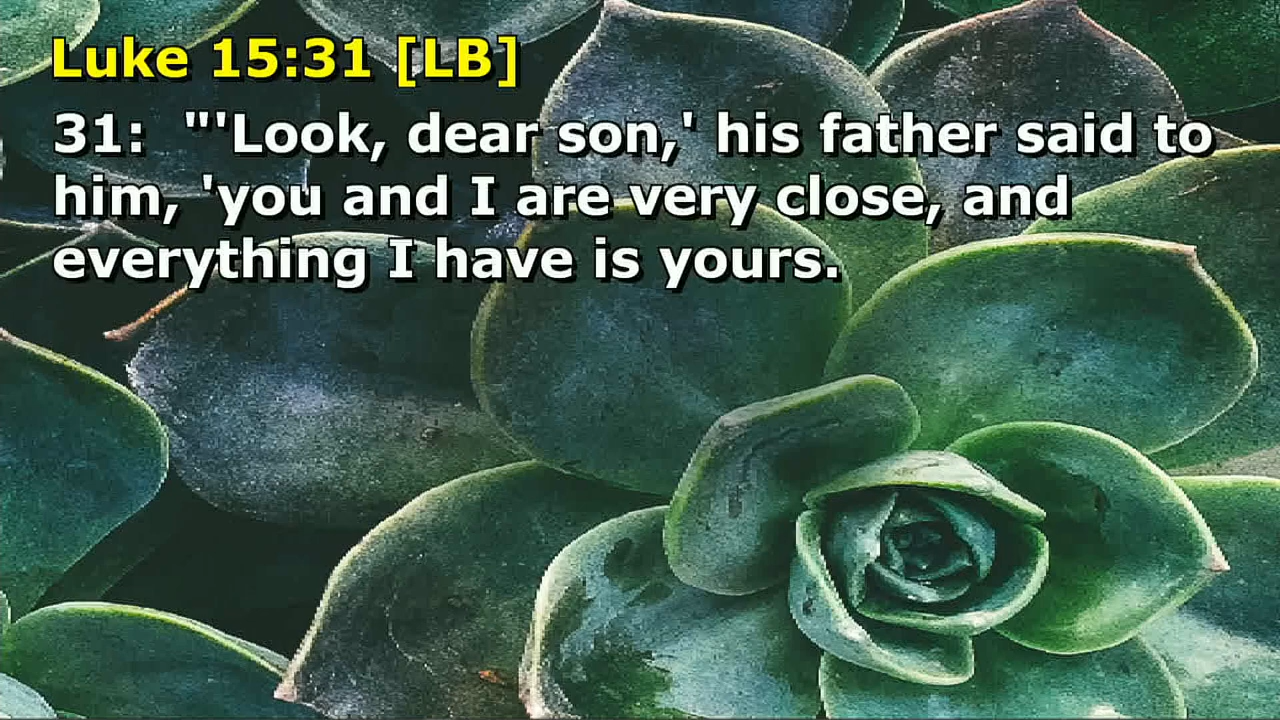 Luke 15:31 [LB]
31:  "'Look, dear son,' his father said to
him, 'you and I are very close, and
everything I have is yours.